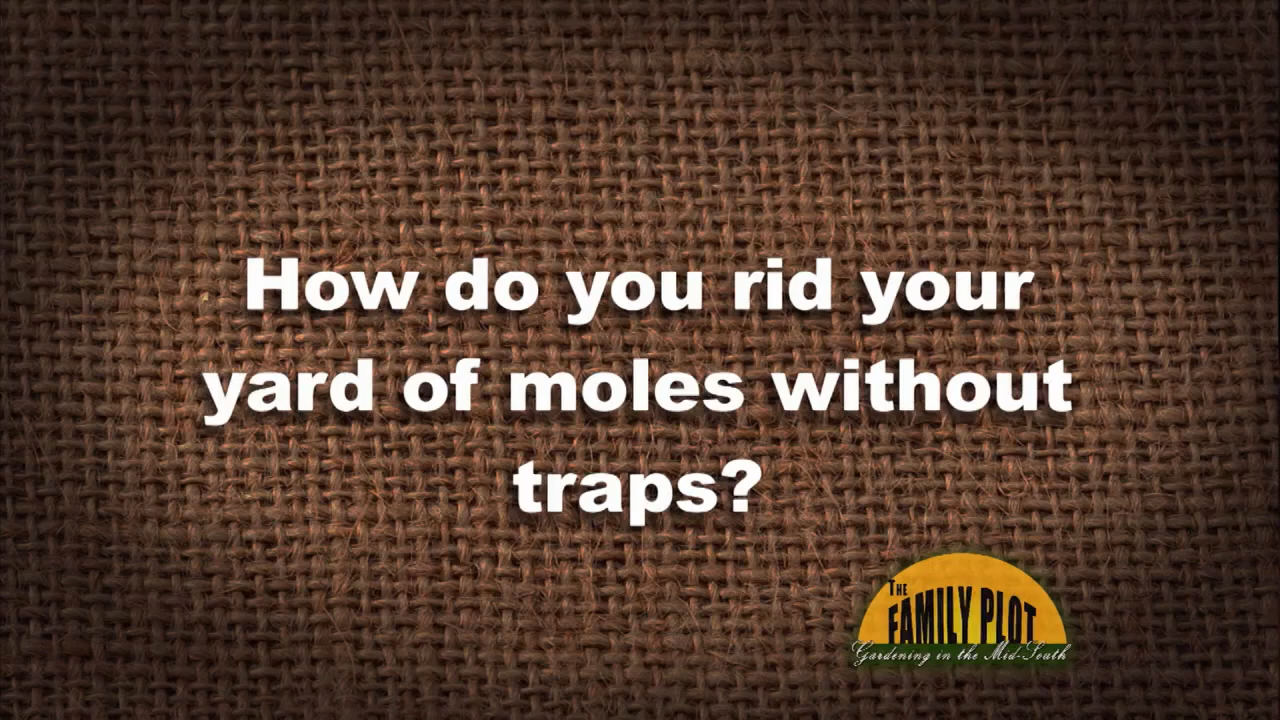 How do you rid your
yard of moles without
traps?
THE
FAMILY PLOT
Gardening in the Mid-South